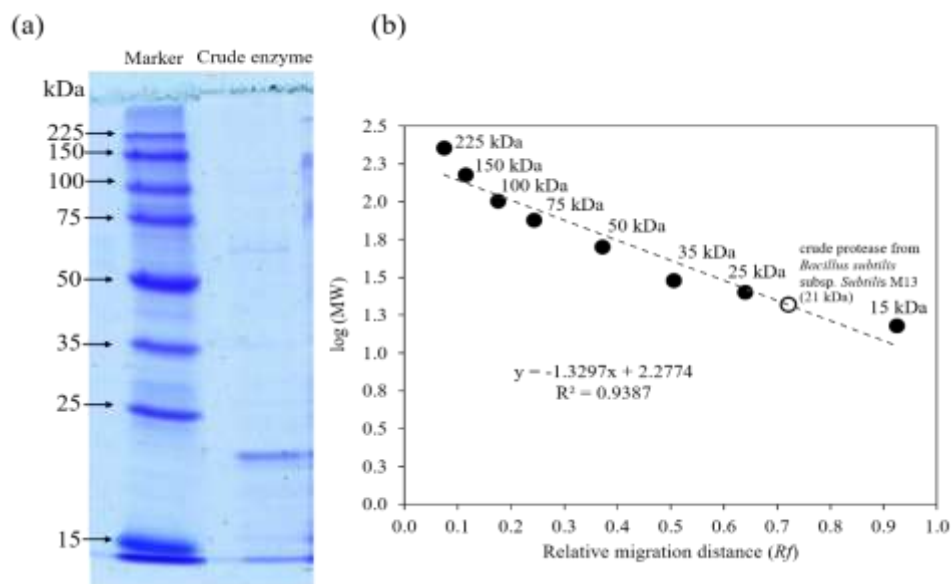 (a)
Marker Crude enzyme
kDa
225
150
100
75
50
35
25
15
(b)
2.5
2.3
2.0
1.8
1.5
1.3
1.0
0.8
0.5
0.3
0.0
log (MW)
225 kDa
150 kDa
100 kDa
75 kDa
50 kDa
35 kDa
25 kDa
crude protease from
Bacillus subtilis
subsp. Subtilis M13
(21 kDa)
15 kDa
y = -1.3297x + 2.2774
R² = 0.9387
0.0 0.1 0.2 0.3 0.4 0.5 0.6 0.7 0.8 0.9 1.0
Relative migration distance (Rf)